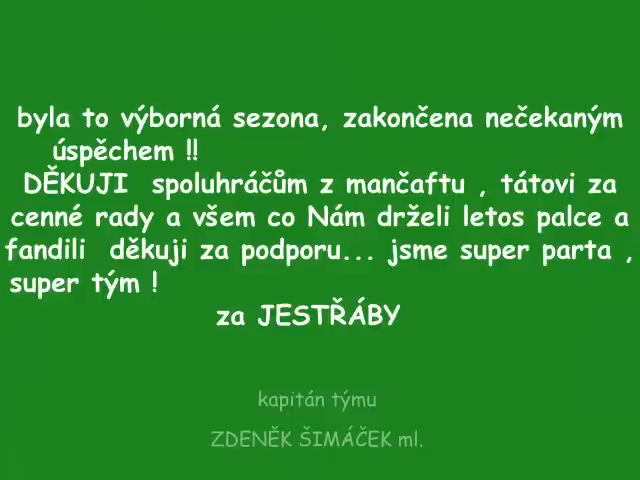 byla to výborná sezona, zakončena nečekaným
úspěchem !!
DĚKUJI spoluhráčům z mančaftu , tátovi za
cenné rady a všem co Nám drželi letos palce a
fandili děkuji za podporu... jsme super parta ,
super tým !
za JESTŘÁBY
kapitán týmu
ZDENĚK ŠIMÁČEK ml.